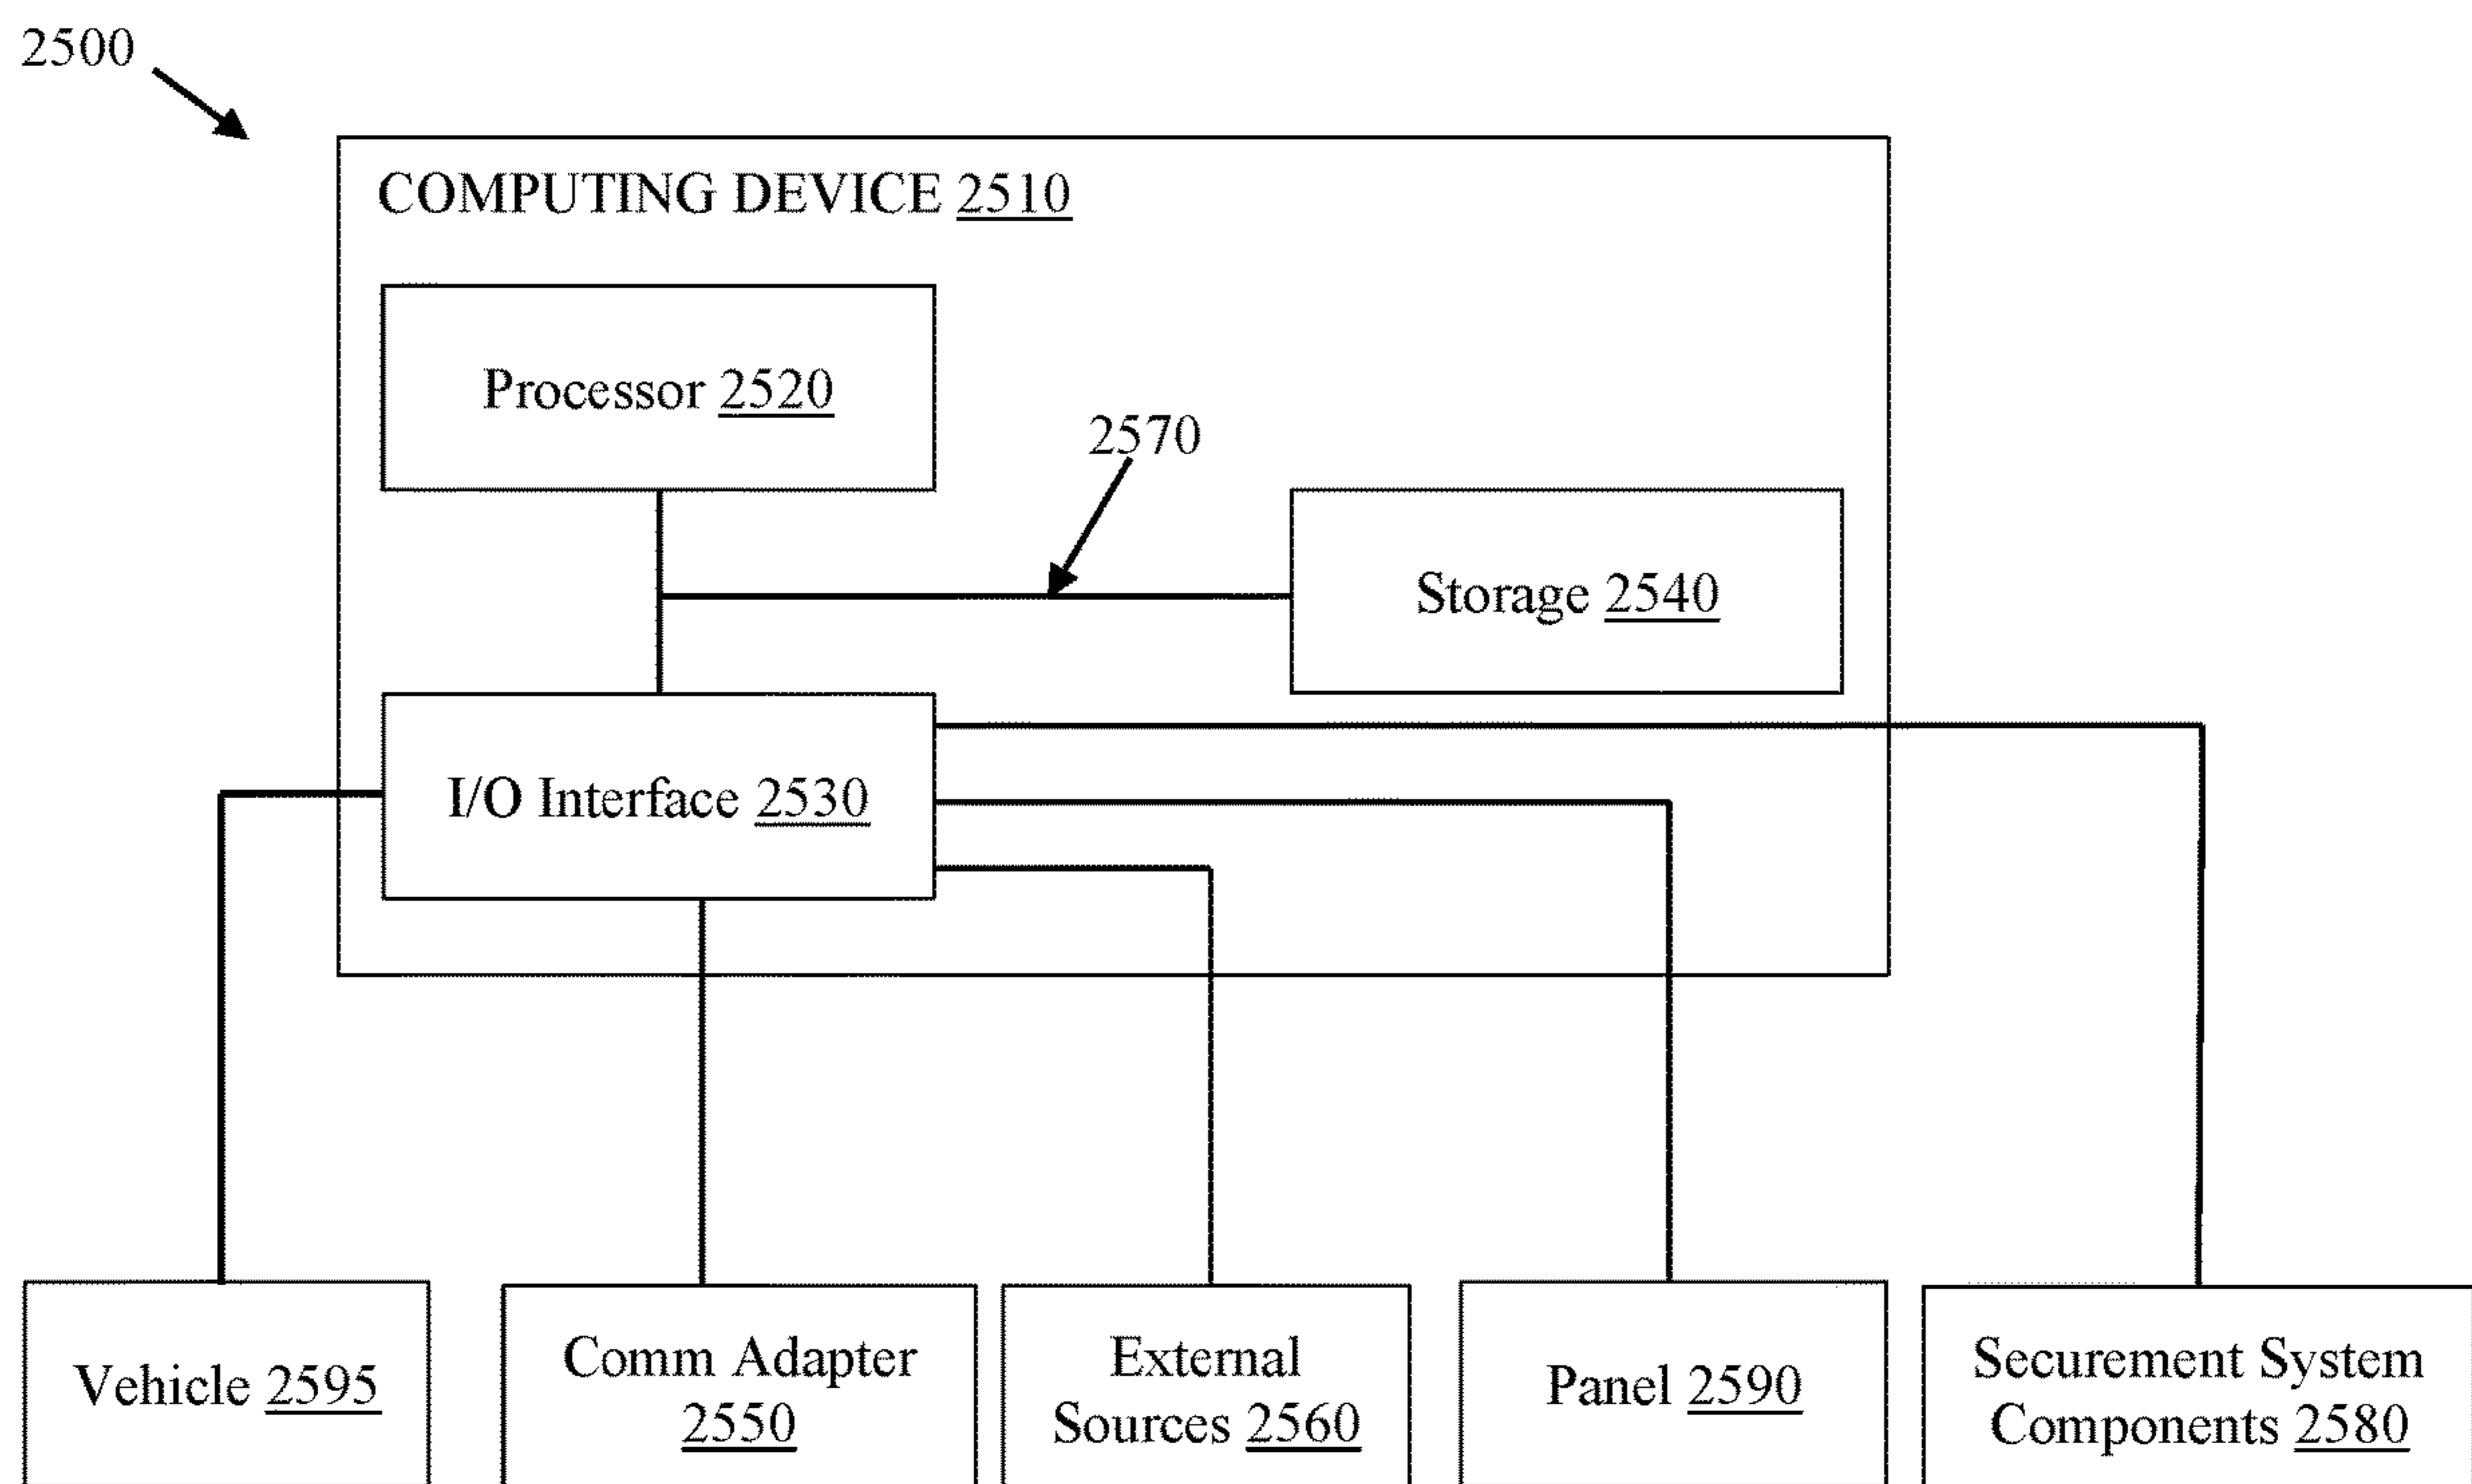 2500
COMPUTING DEVICE 2510
Processor 2520
2570
Storage 2540
I/O Interface 2530
Vehicle 2595
Comm Adapter
2550
External
Sources 2560
Panel 2590
Securement System
Components 2580